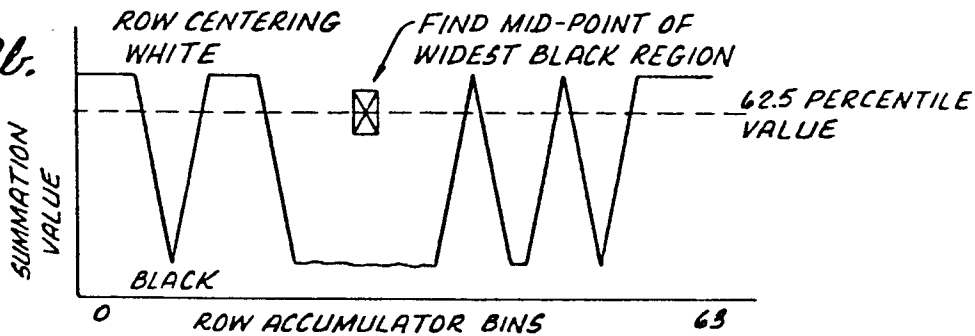 b.
ROW CENTERING
WHITE
FIND MID-POINT OF
WIDEST BLACK REGION
62.5 PERCENTILE
VALUE
SUMMATION
VALUE
BLACK
0
ROW ACCUMULATOR BINS
63